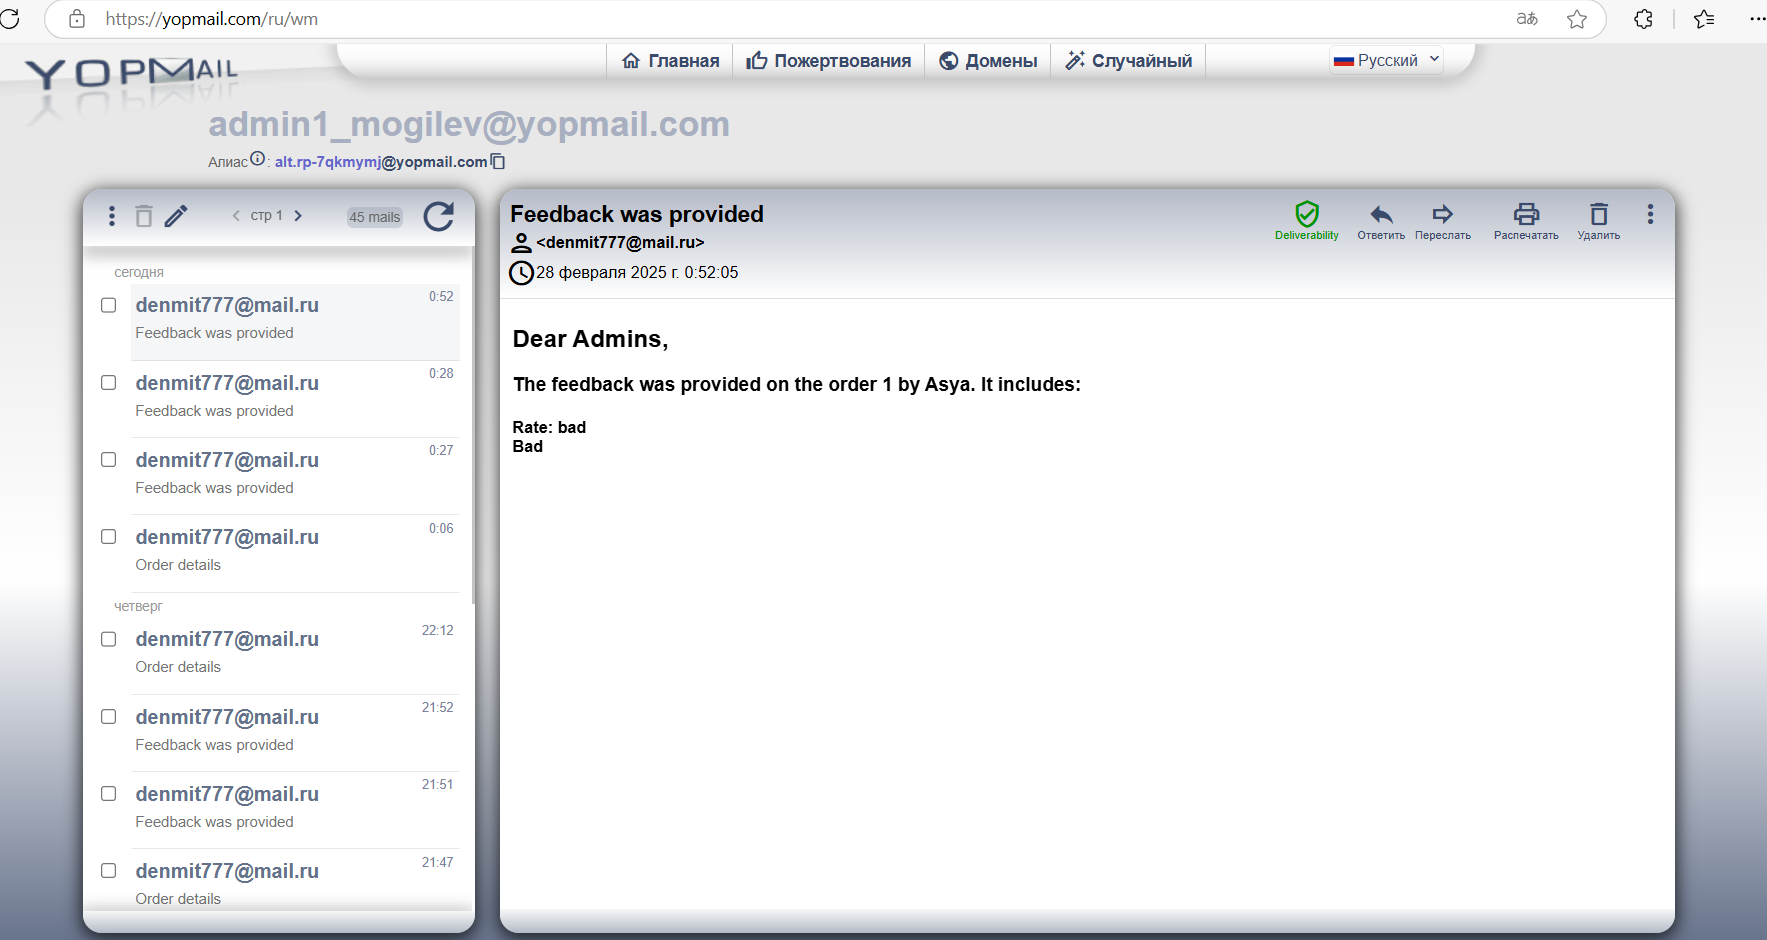 https://yopmail.com/ru/wm
aあ
YOPMAIL
Главная
Пожертвования
Домены
Случайный
Русский
admin1_mogilev@yopmail.com
Алиас : alt.rp-7qkmymj@yopmail.com
стр 1
45 mails
сегодня
denmit777@mail.ru 0:52
Feedback was provided
denmit777@mail.ru 0:28
Feedback was provided
denmit777@mail.ru 0:27
Feedback was provided
denmit777@mail.ru 0:06
Order details
четверг
denmit777@mail.ru 22:12
Order details
denmit777@mail.ru 21:52
Feedback was provided
denmit777@mail.ru 21:51
Feedback was provided
denmit777@mail.ru 21:47
Order details
Feedback was provided
<denmit777@mail.ru>
28 февраля 2025 г. 0:52:05
Deliverability
Ответить
Переслать
Распечатать
Удалить
Dear Admins,
The feedback was provided on the order 1 by Asya. It includes:
Rate: bad
Bad